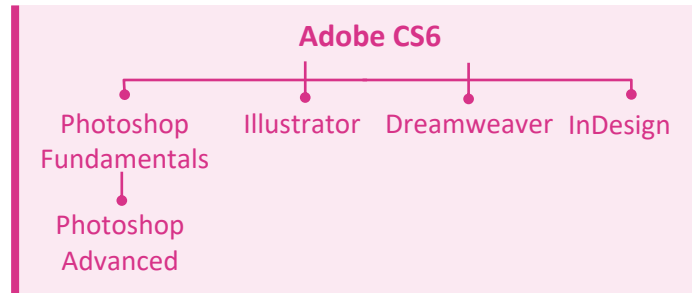 Adobe CS6
Photoshop Fundamentals
Illustrator
Dreamweaver
InDesign
Photoshop Advanced